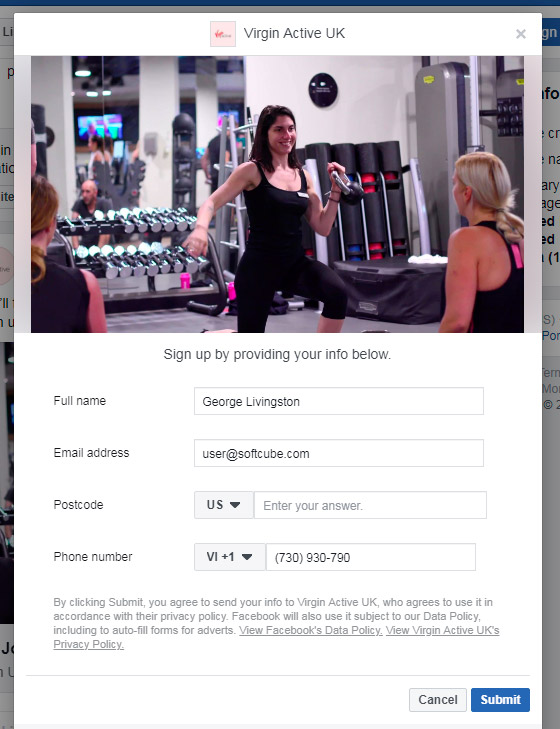 Virgin Active UK
×
Sign up by providing your info below.
Full name
George Livingston
Email address
user@softcube.com
Postcode
US
Enter your answer.
Phone number
VI +1
(730) 930-790
By clicking Submit, you agree to send your info to Virgin Active UK, who agrees to use it in
accordance with their privacy policy. Facebook will also use it subject to our Data Policy,
including to auto-fill forms for adverts. View Facebook's Data Policy. View Virgin Active UK's
Privacy Policy.
Cancel
Submit